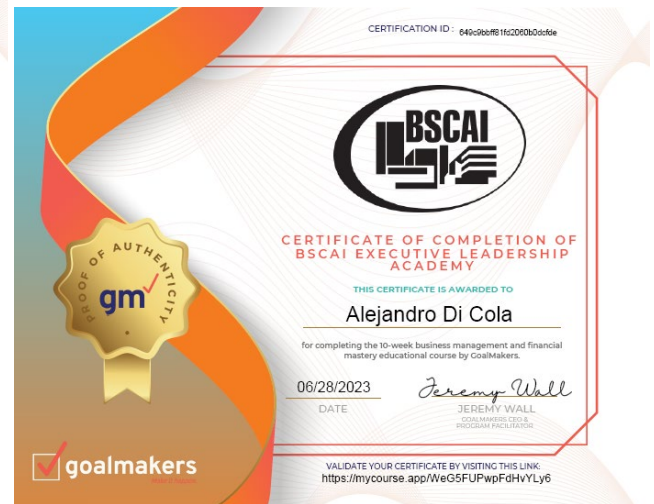 CERTIFICATION ID : 649c9bbff81fd2060b0dcfde
BSCAI
CERTIFICATE OF COMPLETION OF
BSCAI EXECUTIVE LEADERSHIP
ACADEMY
THIS CERTIFICATE IS AWARDED TO
Alejandro Di Cola
for completing the 10-week business management and financial
mastery educational course by GoalMakers.
06/28/2023
Jeremy Wall
DATE
JEREMY WALL
GOALMAKERS CEO &
PROGRAM FACILITATOR
PROOF OF AUTHENTICITY
gm
goalmakers
VALIDATE YOUR CERTIFICATE BY VISITING THIS LINK:
https://mycourse.app/WeG5FUPwpFdHvYLy6